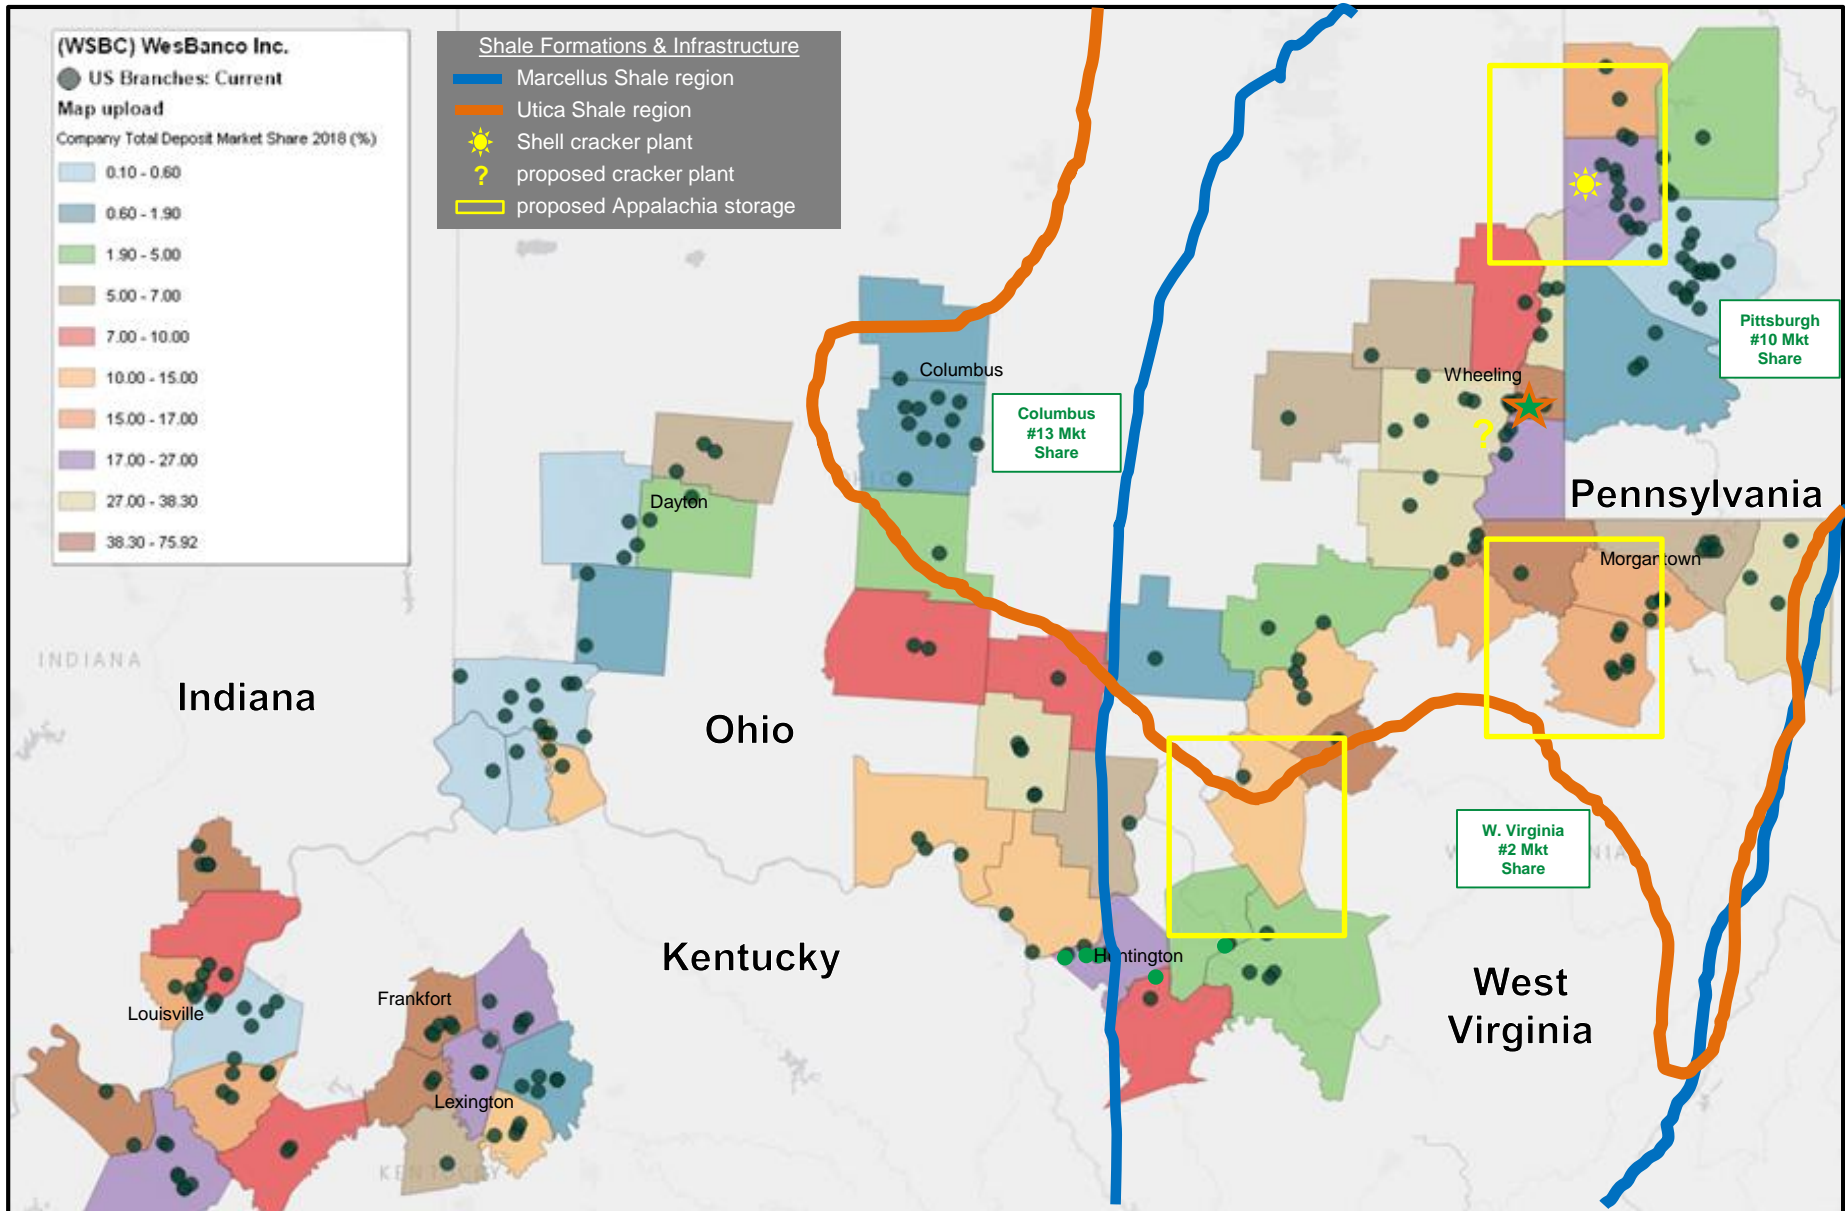 (WSBC) WesBanco Inc.
US Branches: Current
Map upload
Company Total Deposit Market Share 2018 (%)
0.10 - 0.60
0.60 - 1.90
1.90 - 5.00
5.00 - 7.00
7.00 - 10.00
10.00 - 15.00
15.00 - 17.00
17.00 - 27.00
27.00 - 38.30
38.30 - 75.92
Shale Formations & Infrastructure
Marcellus Shale region
Utica Shale region
Shell cracker plant
? proposed cracker plant
proposed Appalachia storage
Pittsburgh
#10 Mkt
Share
Columbus
Wheeling
Columbus
#13 Mkt
Share
?
Pennsylvania
Dayton
Morgantown
INDIANA
Indiana
Ohio
W. Virginia
#2 Mkt
Share
Kentucky
Huntington
West
Virginia
Frankfort
Louisville
Lexington
KENTUCKY